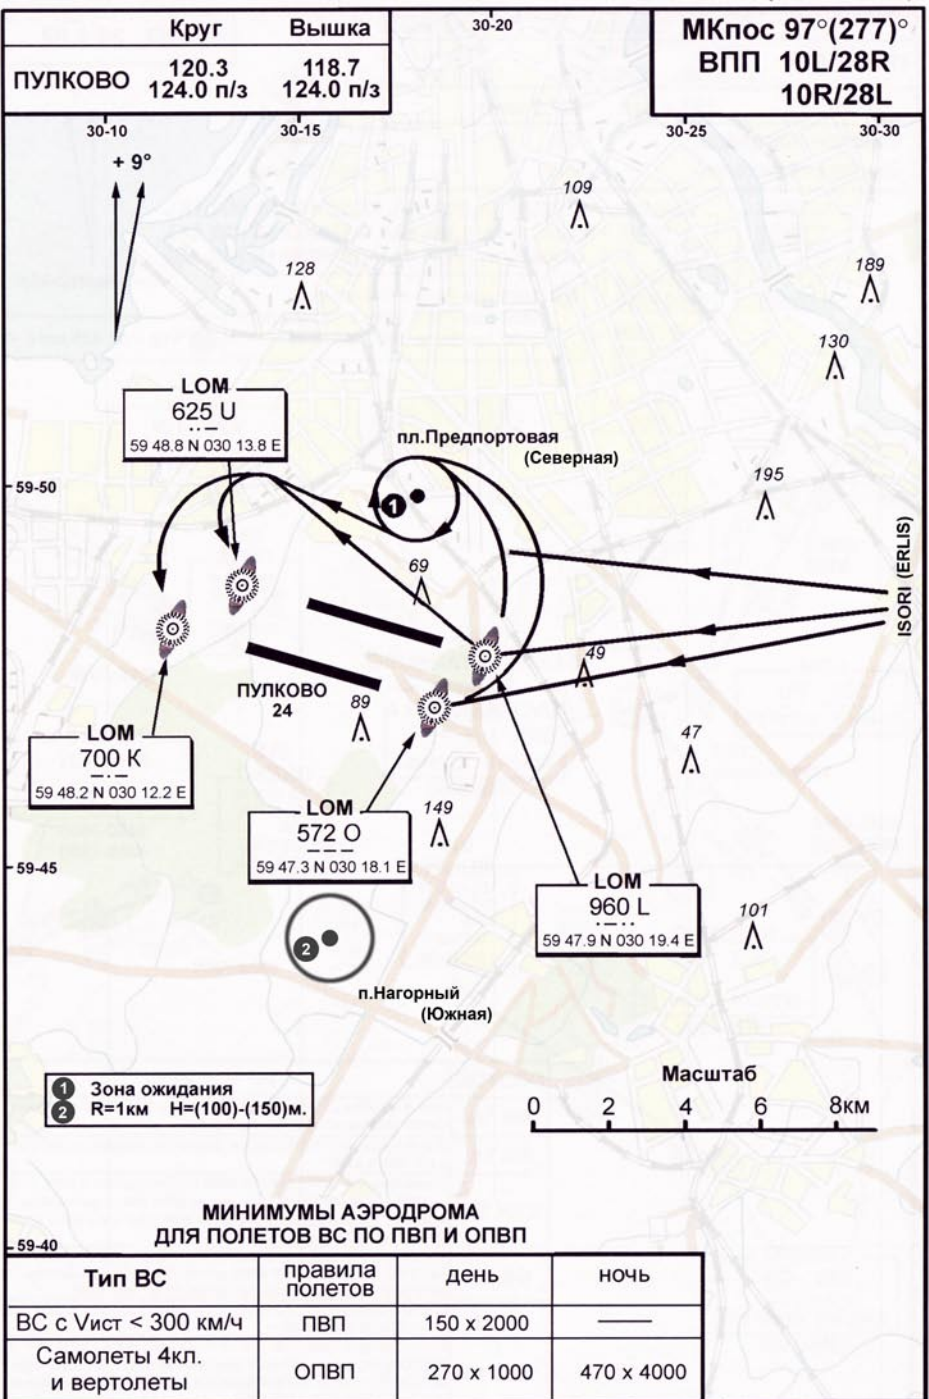 Круг Вышка
ПУЛКОВО 120.3 118.7
124.0 п/з 124.0 п/з
30-20
МКпос 97°(277)°
ВПП 10L/28R
10R/28L
30-10
30-15
30-25
30-30
+ 9°
109
128
189
130
LOM
625 U
59 48.8 N 030 13.8 E
пл.Предпортовая
(Северная)
59-50
195
1
69
ISORI (ERLIS)
49
ПУЛКОВО
24
89
47
LOM
700 K
59 48.2 N 030 12.2 E
LOM
572 O
59 47.3 N 030 18.1 E
149
59-45
LOM
960 L
59 47.9 N 030 19.4 E
101
2
п.Нагорный
(Южная)
1 Зона ожидания
2 R=1км H=(100)-(150)м.
Масштаб
0 2 4 6 8км
МИНИМУМЫ АЭРОДРОМА
ДЛЯ ПОЛЕТОВ ВС ПО ПВП И ОПВП
59-40
Тип ВС правила полетов день ночь
ВС с Vист < 300 км/ч ПВП 150 x 2000 ——
Самолеты 4кл.
и вертолеты ОПВП 270 x 1000 470 x 4000